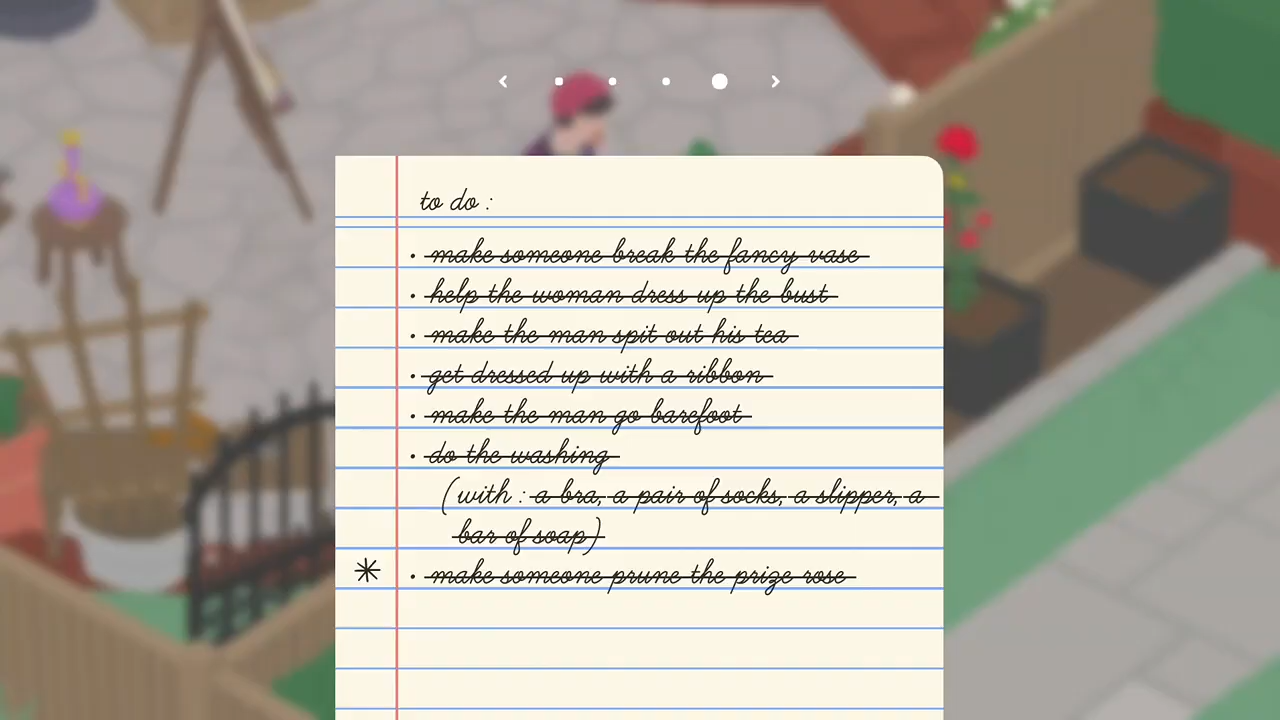 to do :
• make someone break the fancy vase
• help the woman dress up the bust
• make the man spit out his tea
• get dressed up with a ribbon
• make the man go barefoot
• do the washing
(with : a bra, a pair of socks, a slipper, a
bar of soap)
* • make someone prune the prize rose